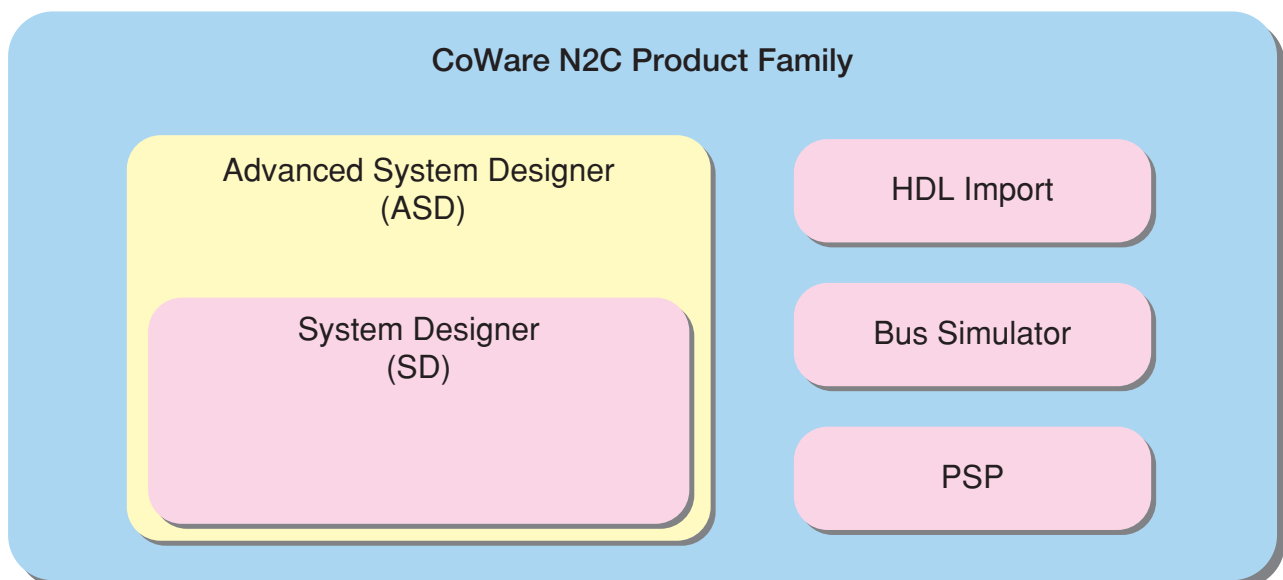 CoWare N2C Product Family
Advanced System Designer
(ASD)
System Designer
(SD)
HDL Import
Bus Simulator
PSP